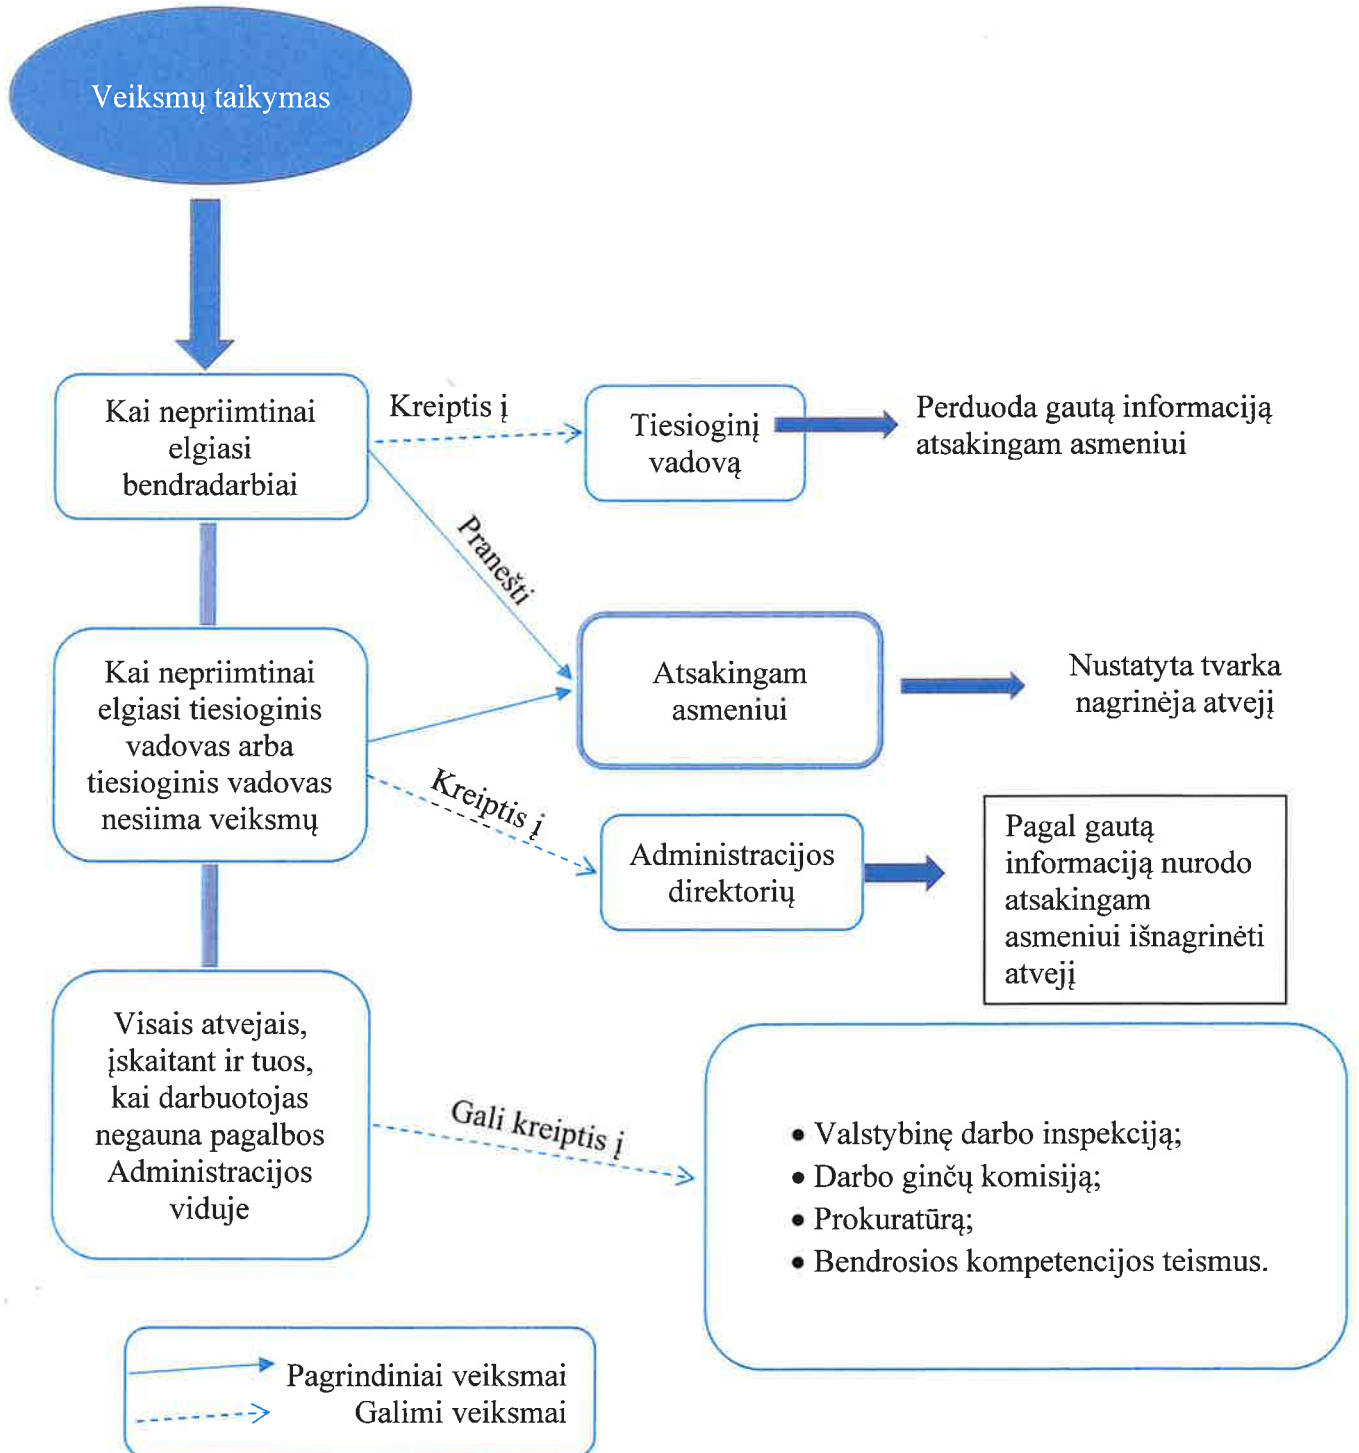 Veiksmų taikymas
Kai nepriimtinai
elgiasi
bendradarbiai
Kreiptis į
Tiesioginį
vadovą
Perduoda gautą informaciją
atsakingam asmeniui
Pranešti
Kai nepriimtinai
elgiasi tiesioginis
vadovas arba
tiesioginis vadovas
nesiima veiksmų
Atsakingam
asmeniui
Nustatyta tvarka
nagrinėja atvejį
Kreiptis į
Administracijos
direktorių
Pagal gautą
informaciją nurodo
atsakingam
asmeniui išnagrinėti
atvejį
Visais atvejais,
įskaitant ir tuos,
kai darbuotojas
negauna pagalbos
Administracijos
viduje
Gali kreiptis į
• Valstybinę darbo inspekciją;
• Darbo ginčų komisiją;
• Prokuratūrą;
• Bendrosios kompetencijos teismus.
Pagrindiniai veiksmai
Galimi veiksmai